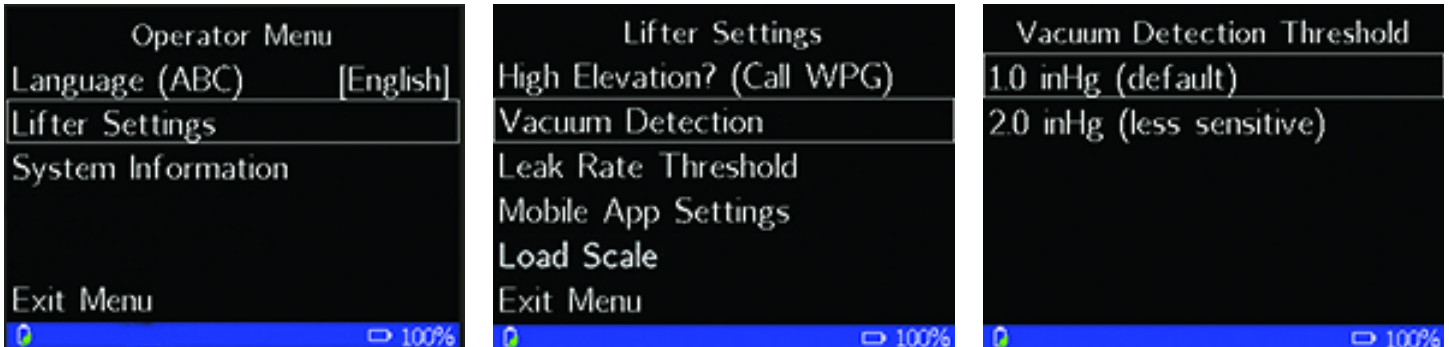 Operator Menu
Language (ABC) [English]
Lifter Settings
System Information
Exit Menu
100%
Lifter Settings
High Elevation? (Call WPG)
Vacuum Detection
Leak Rate Threshold
Mobile App Settings
Load Scale
Exit Menu
100%
Vacuum Detection Threshold
1.0 inHg (default)
2.0 inHg (less sensitive)
100%